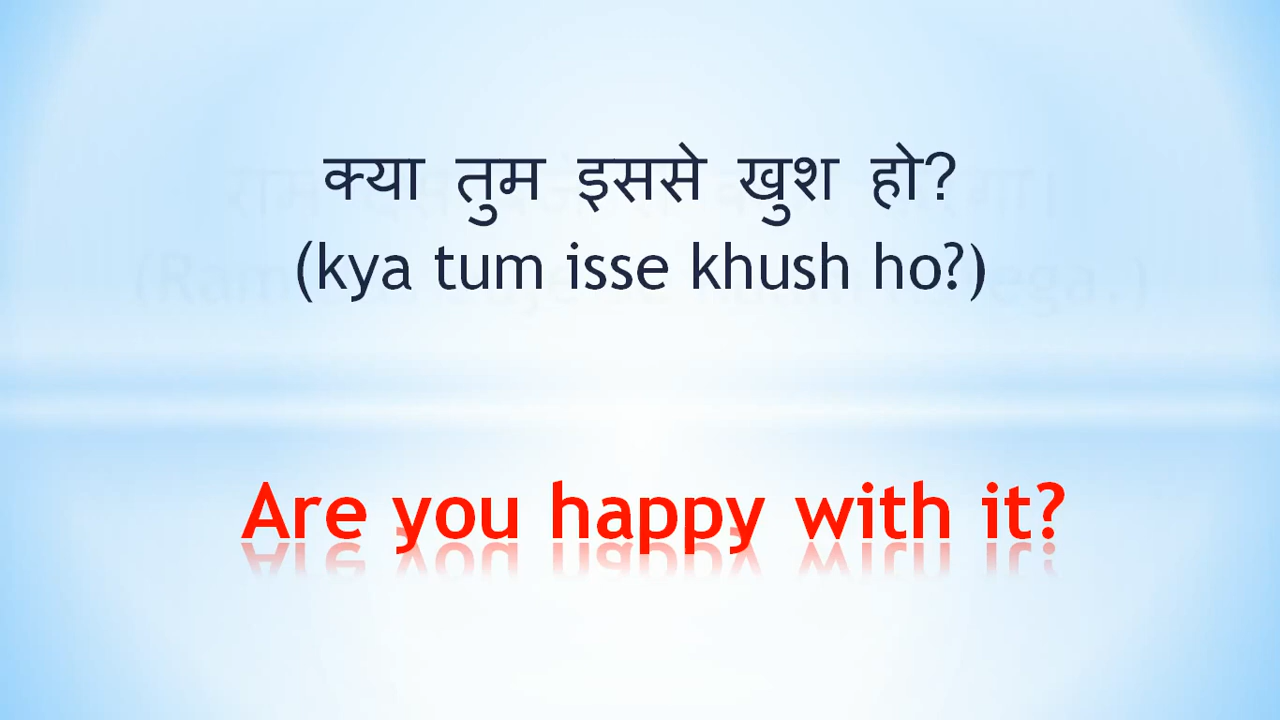 क्या तुम इससे खुश हो?
(kya tum isse khush ho?)
Are you happy with it?